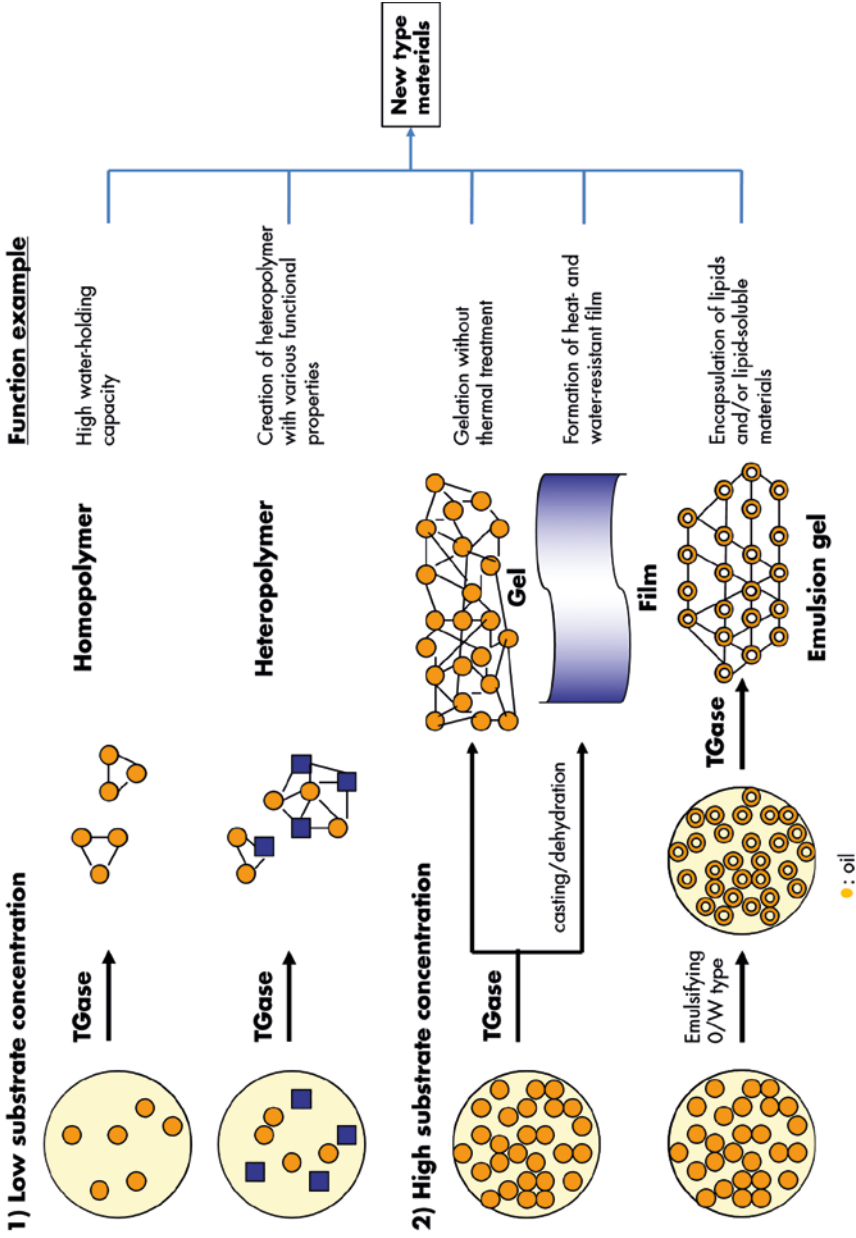 Function example
1) Low substrate concentration
TGase
Homopolymer
High water-holding
capacity
TGase
Heteropolymer
Creation of heteropolymer
with various functional
properties
New type
materials
2) High substrate concentration
TGase
Gel
Gelation without
thermal treatment
casting/dehydration
Film
Formation of heat- and
water-resistant film
Emulsifying
O/W type
TGase
Emulsion gel
Encapsulation of lipids
and/or lipid-soluble
materials
: oil